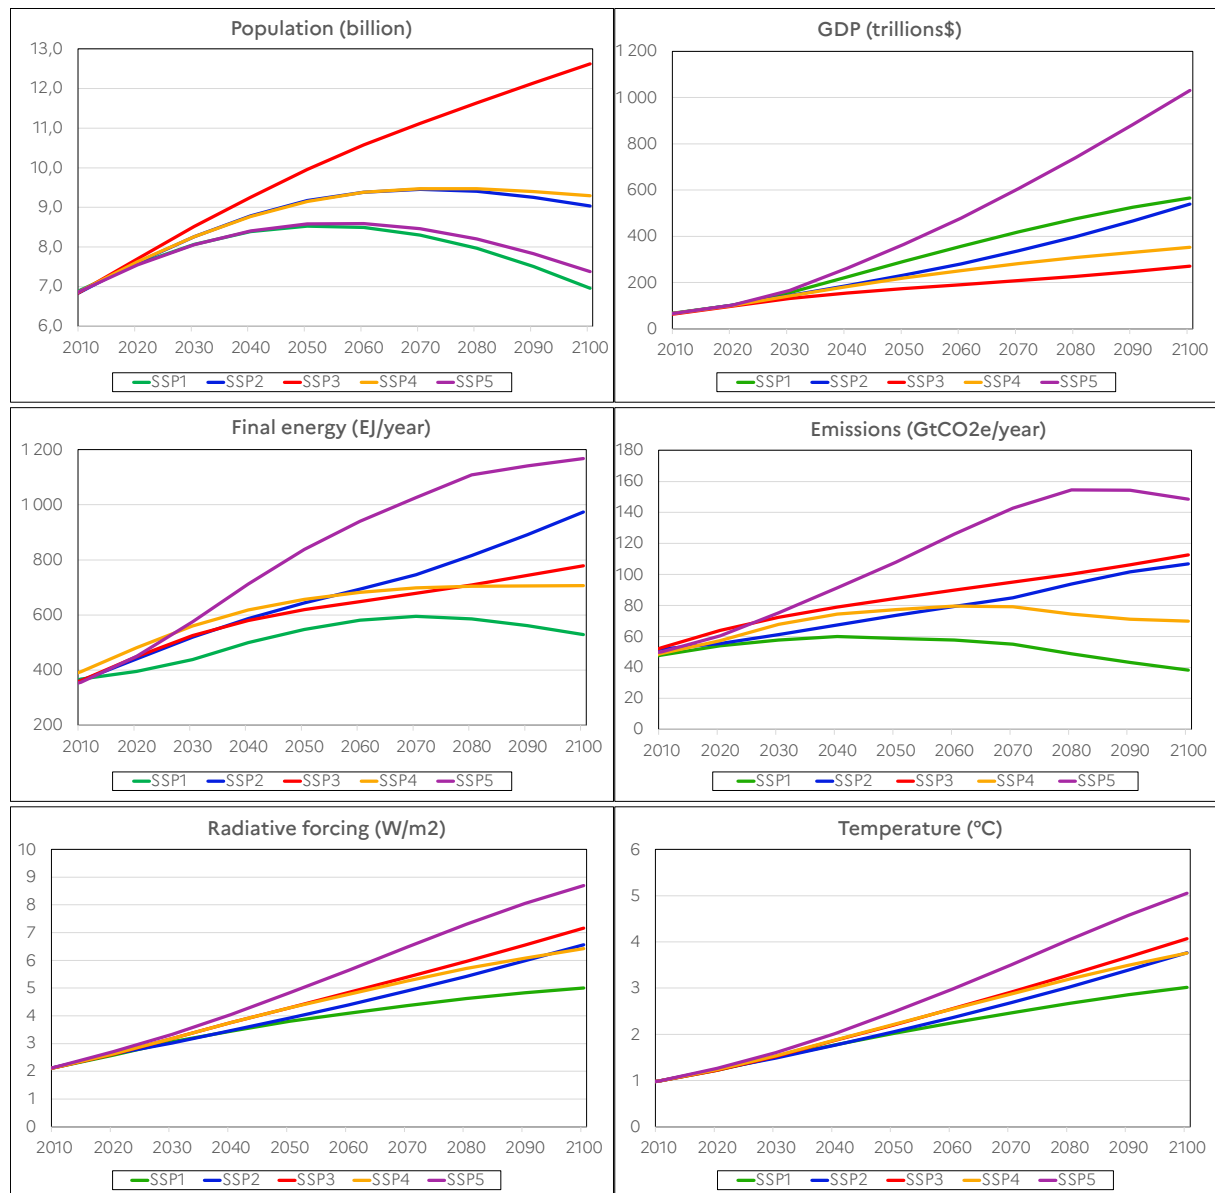 Population (billion)
13,0
12,0
11,0
10,0
9,0
8,0
7,0
6,0
2010 2020 2030 2040 2050 2060 2070 2080 2090 2100
SSP1 SSP2 SSP3 SSP4 SSP5
GDP (trillions$)
1 200
1 000
800
600
400
200
0
2010 2020 2030 2040 2050 2060 2070 2080 2090 2100
SSP1 SSP2 SSP3 SSP4 SSP5
Final energy (EJ/year)
1 200
1 000
800
600
400
200
2010 2020 2030 2040 2050 2060 2070 2080 2090 2100
SSP1 SSP2 SSP3 SSP4 SSP5
Emissions (GtCO2e/year)
180
160
140
120
100
80
60
40
20
0
2010 2020 2030 2040 2050 2060 2070 2080 2090 2100
SSP1 SSP2 SSP3 SSP4 SSP5
Radiative forcing (W/m2)
10
9
8
7
6
5
4
3
2
1
0
2010 2020 2030 2040 2050 2060 2070 2080 2090 2100
SSP1 SSP2 SSP3 SSP4 SSP5
Temperature (°C)
6
5
4
3
2
1
0
2010 2020 2030 2040 2050 2060 2070 2080 2090 2100
SSP1 SSP2 SSP3 SSP4 SSP5